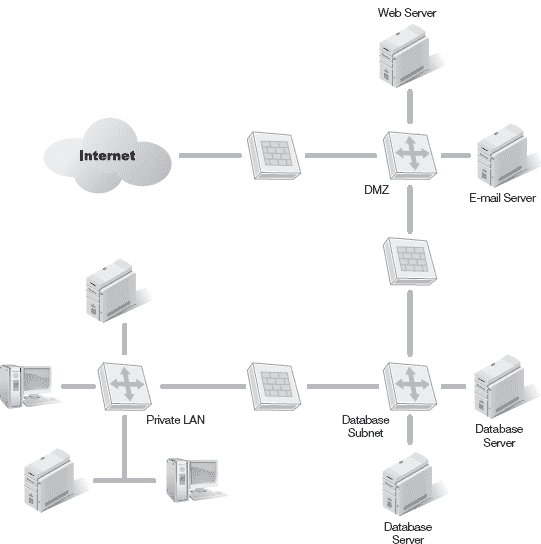 Web Server
Internet
DMZ
E-mail Server
Private LAN
Database
Subnet
Database
Server
Database
Server